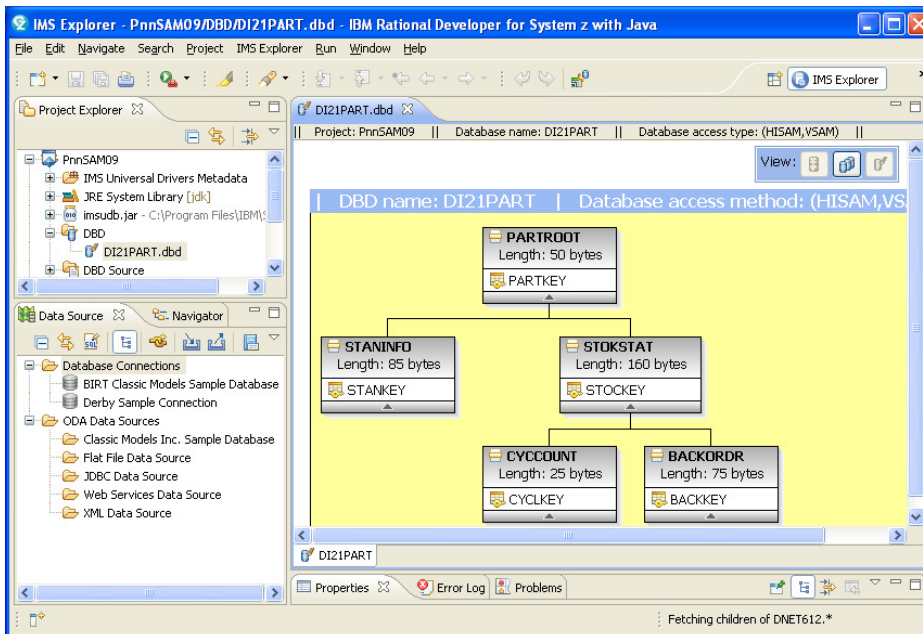 IMS Explorer - PnnSAM09/DBD/DI21PART.dbd - IBM Rational Developer for System z with Java
File Edit Navigate Search Project IMS Explorer Run Window Help
IMS Explorer
Project Explorer
PnnSAM09
IMS Universal Drivers Metadata
JRE System Library [jdk]
imsudb.jar - C:\Program Files\IBM\
DBD
DI21PART.dbd
DBD Source
Data Source Navigator
Database Connections
BIRT Classic Models Sample Database
Derby Sample Connection
ODA Data Sources
Classic Models Inc. Sample Database
Flat File Data Source
JDBC Data Source
Web Services Data Source
XML Data Source
DI21PART.dbd
|| Project: PnnSAM09 || Database name: DI21PART || Database access type: (HISAM,VSAM) ||
View:
| DBD name: DI21PART | Database access method: (HISAM,VS
PARTROOT
Length: 50 bytes
PARTKEY
STANINFO
Length: 85 bytes
STANKEY
STOKSTAT
Length: 160 bytes
STOCKEY
CYCCOUNT
Length: 25 bytes
CYCLKEY
BACKORDR
Length: 75 bytes
BACKKEY
DI21PART
Properties Error Log Problems
Fetching children of DNET612.*